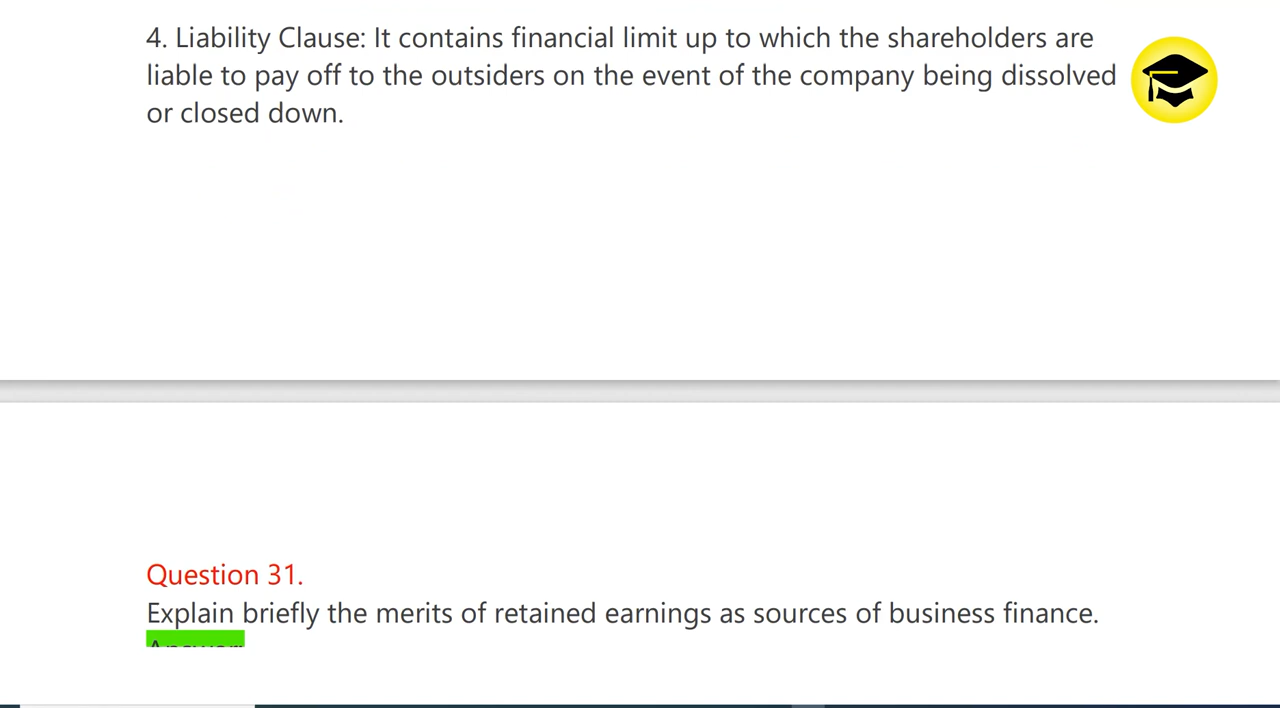 4. Liability Clause: It contains financial limit up to which the shareholders are
liable to pay off to the outsiders on the event of the company being dissolved
or closed down.
Question 31.
Explain briefly the merits of retained earnings as sources of business finance.
Answer